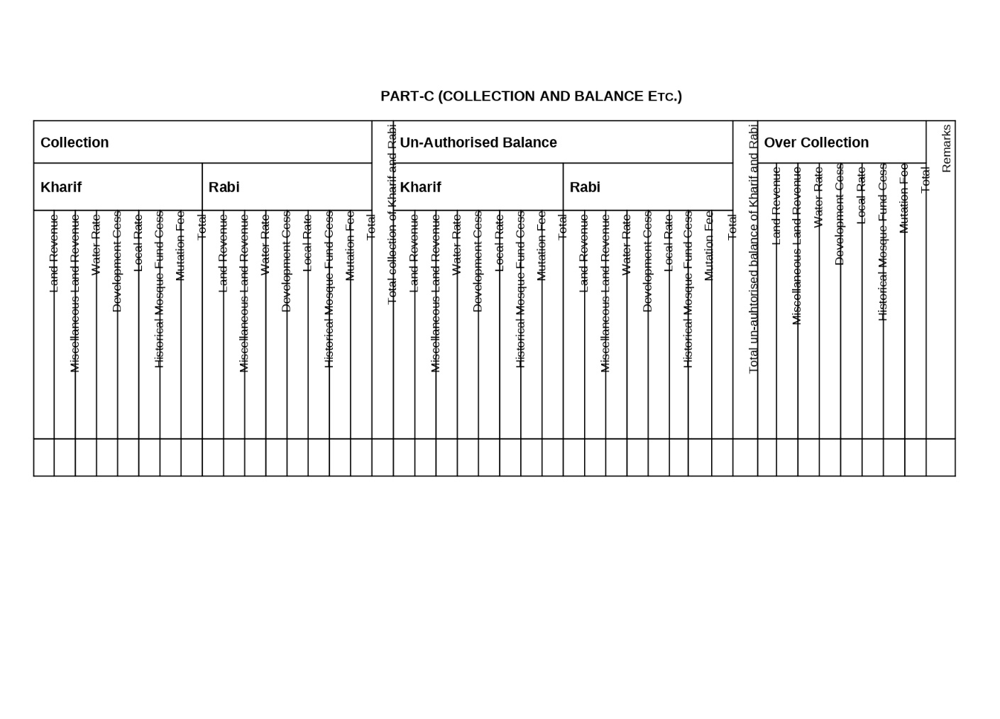 PART-C (COLLECTION AND BALANCE ETC.)
Collection
Total collection of Kharif and Rabi
Un-Authorised Balance
Total un-auhtorised balance of Kharif and Rabi
Over Collection
Remarks
Kharif
Rabi
Kharif
Rabi
Land Revenue
Miscellaneous Land Revenue
Water Rate
Development Cess
Local Rate
Historical Mosque Fund Cess
Mutation Fee
Total
Land Revenue
Miscellaneous Land Revenue
Water Rate
Development Cess
Local Rate
Historical Mosque Fund Cess
Mutation Fee
Total
Land Revenue
Miscellaneous Land Revenue
Water Rate
Development Cess
Local Rate
Historical Mosque Fund Cess
Mutation Fee
Total
Land Revenue
Miscellaneous Land Revenue
Water Rate
Development Cess
Local Rate
Historical Mosque Fund Cess
Mutation Fee
Total
Land Revenue
Miscellaneous Land Revenue
Water Rate
Development Cess
Local Rate
Historical Mosque Fund Cess
Mutation Fee
Total